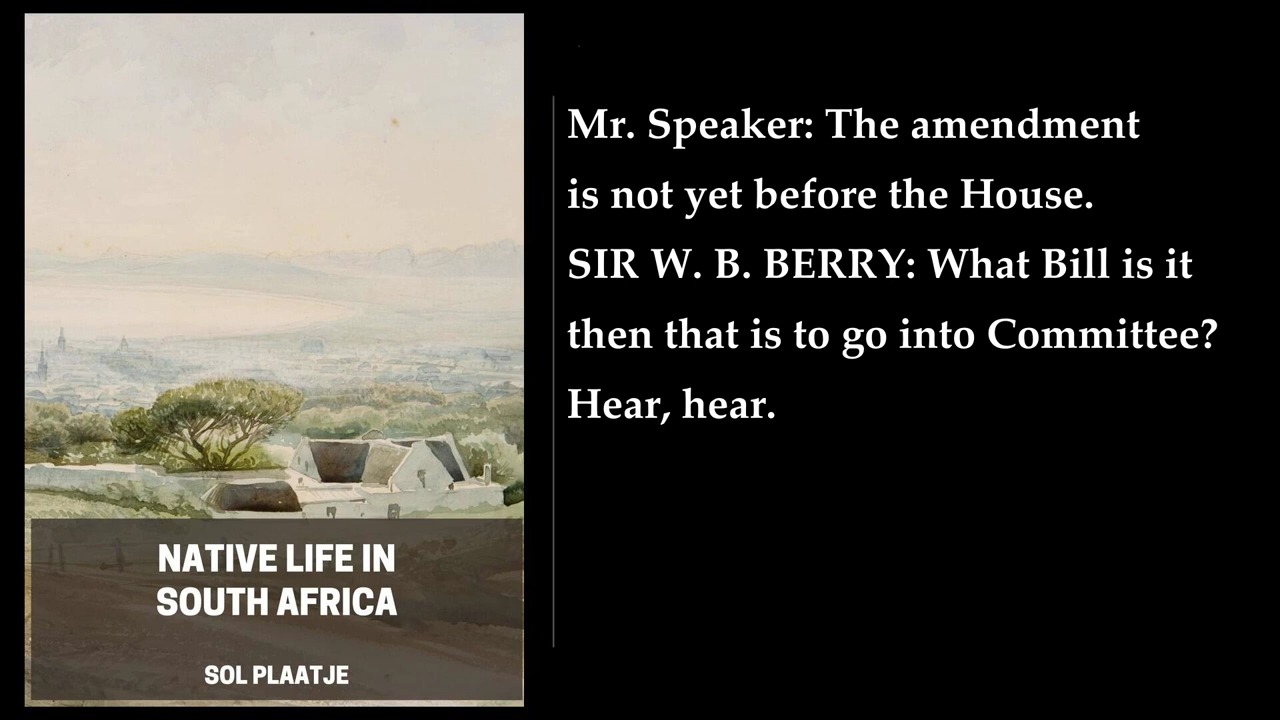 NATIVE LIFE IN
SOUTH AFRICA
SOL PLAATJE
Mr. Speaker: The amendment
is not yet before the House.
SIR W. B. BERRY: What Bill is it
then that is to go into Committee?
Hear, hear.